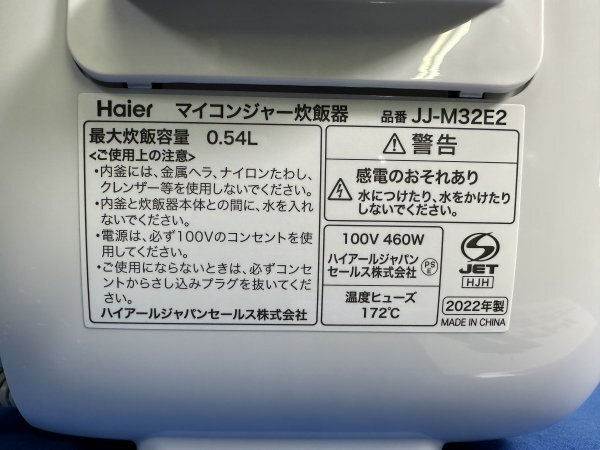 Haier マイコンジャー炊飯器 品番 JJ-M32E2
最大炊飯容量 0.54L
<ご使用上の注意>
・内釜には、金属ヘラ、ナイロンたわし、
クレンザー等を使用しないでください。
・内釜と炊飯器本体との間に、水を入れ
ないでください。
・電源は、必ず100Vのコンセントを使
用してください。
・ご使用にならないときは、必ずコンセ
ントからさし込みプラグを抜いてくだ
さい。
ハイアールジャパンセールス株式会社
警告
感電のおそれあり
水につけたり、水をかけたり
しないでください。
100V 460W
ハイアールジャパン
セールス株式会社
PS
E
温度ヒューズ
172℃
JET
HJH
2022年製
MADE IN CHINA